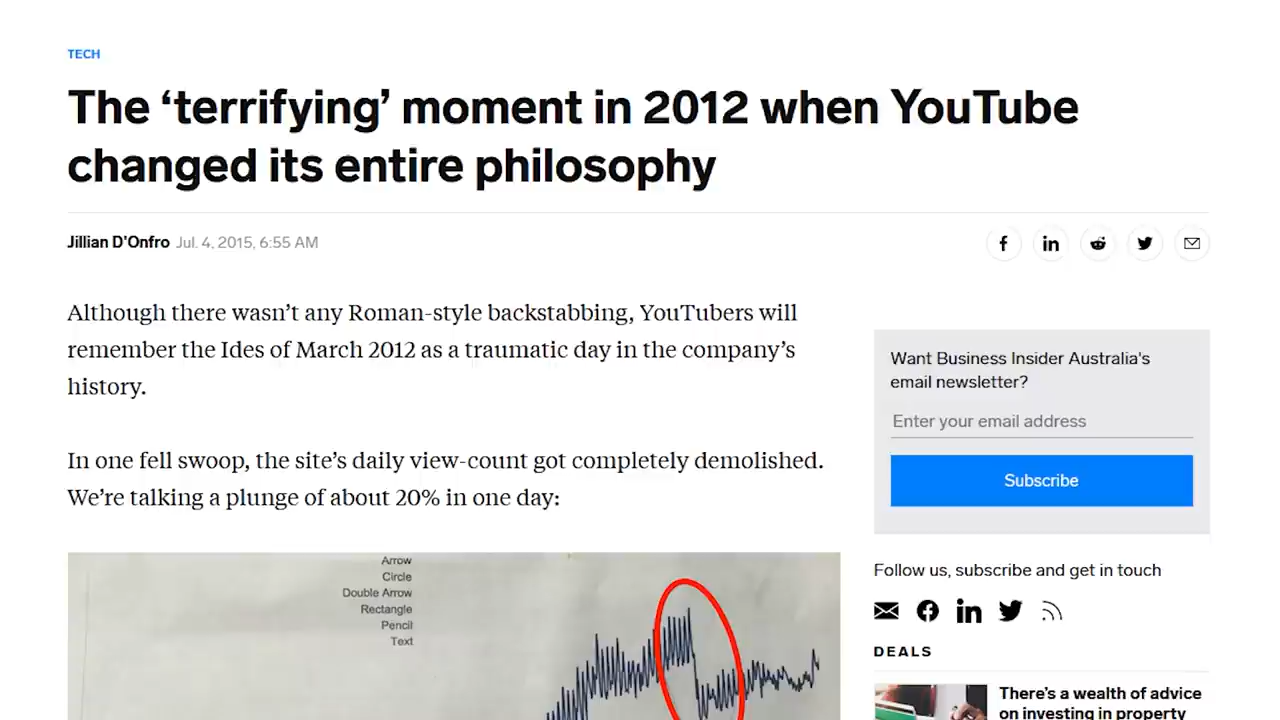 TECH
The ‘terrifying’ moment in 2012 when YouTube
changed its entire philosophy
Jillian D'Onfro Jul. 4, 2015, 6:55 AM
Although there wasn’t any Roman-style backstabbing, YouTubers will
remember the Ides of March 2012 as a traumatic day in the company’s
history.
In one fell swoop, the site’s daily view-count got completely demolished.
We’re talking a plunge of about 20% in one day:
Arrow
Circle
Double Arrow
Rectangle
Pencil
Text
Want Business Insider Australia's
email newsletter?
Enter your email address
Subscribe
Follow us, subscribe and get in touch
DEALS
There’s a wealth of advice
on investing in property